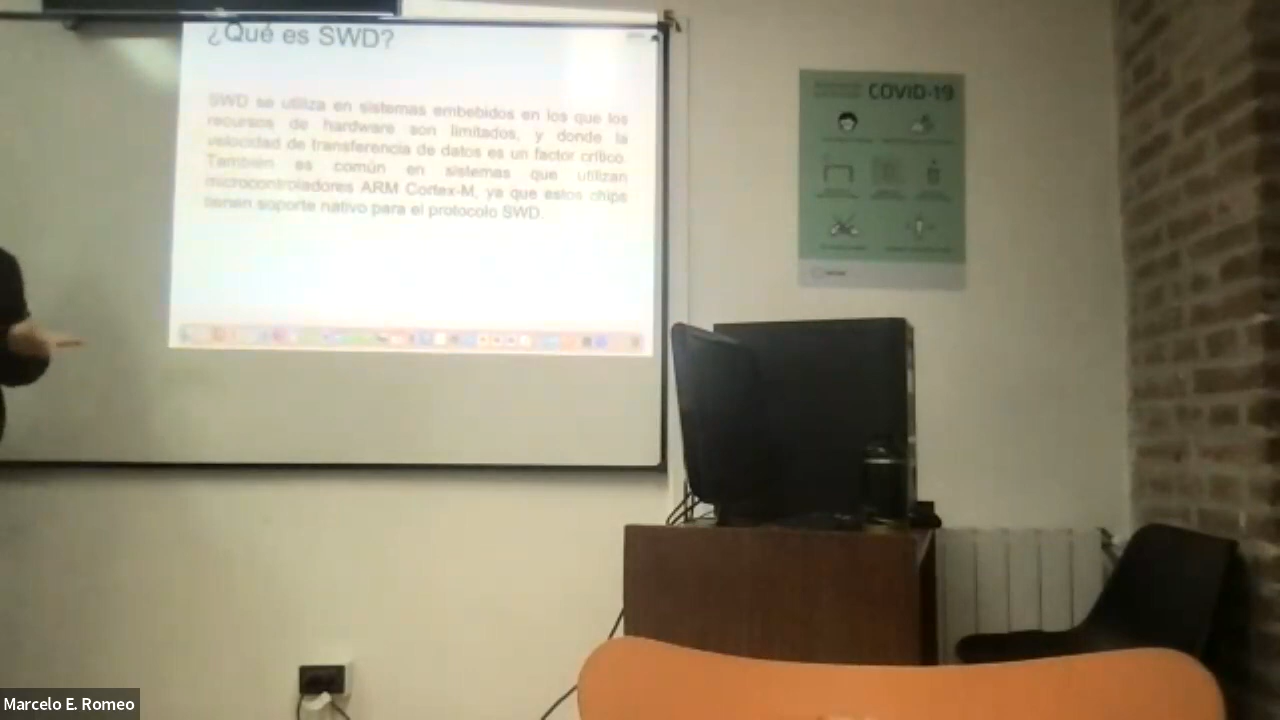 ¿Qué es SWD?
SWD se utiliza en sistemas embebidos en los que los
recursos de hardware son limitados, y donde la
velocidad de transferencia de datos es un factor crítico.
También es común en sistemas que utilizan
microcontroladores ARM Cortex-M, ya que estos chips
tienen soporte nativo para el protocolo SWD.
COVID-19
Marcelo E. Romeo